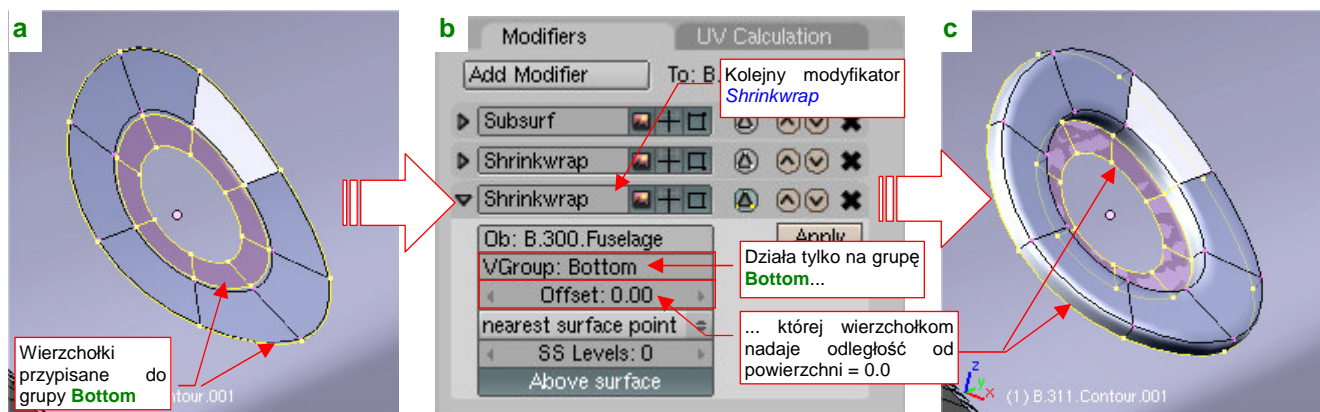 a
Wierzchołki
przypisane do
grupy Bottom
tour.001
b
Modifiers
UV Calculation
Add Modifier
To: B.
Kolejny modyfikator
Shrinkwrap
Subsurf
Shrinkwrap
Shrinkwrap
Ob: B.300.Fuselage
Apply
VGroup: Bottom
Działa tylko na grupę
Bottom...
Offset: 0.00
nearest surface point
SS Levels: 0
Above surface
... której wierzchołkom
nadaje odległość od
powierzchni = 0.0
c
z
y
x
(1) B.311.Contour.001